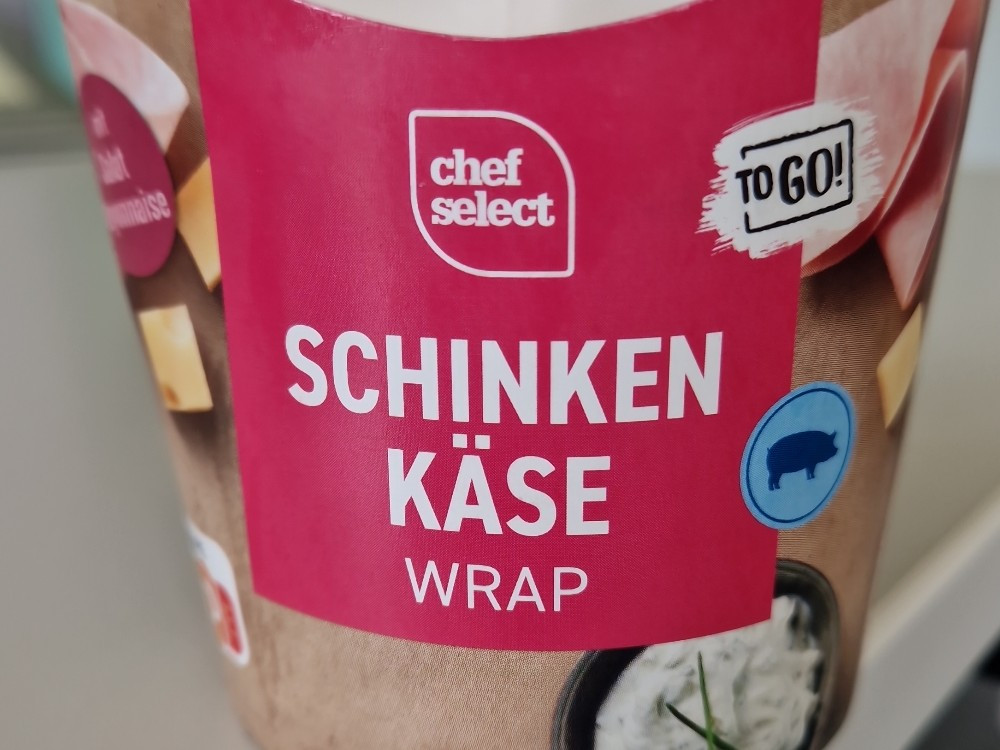 chef
select
TO GO!
SCHINKEN
KÄSE
WRAP